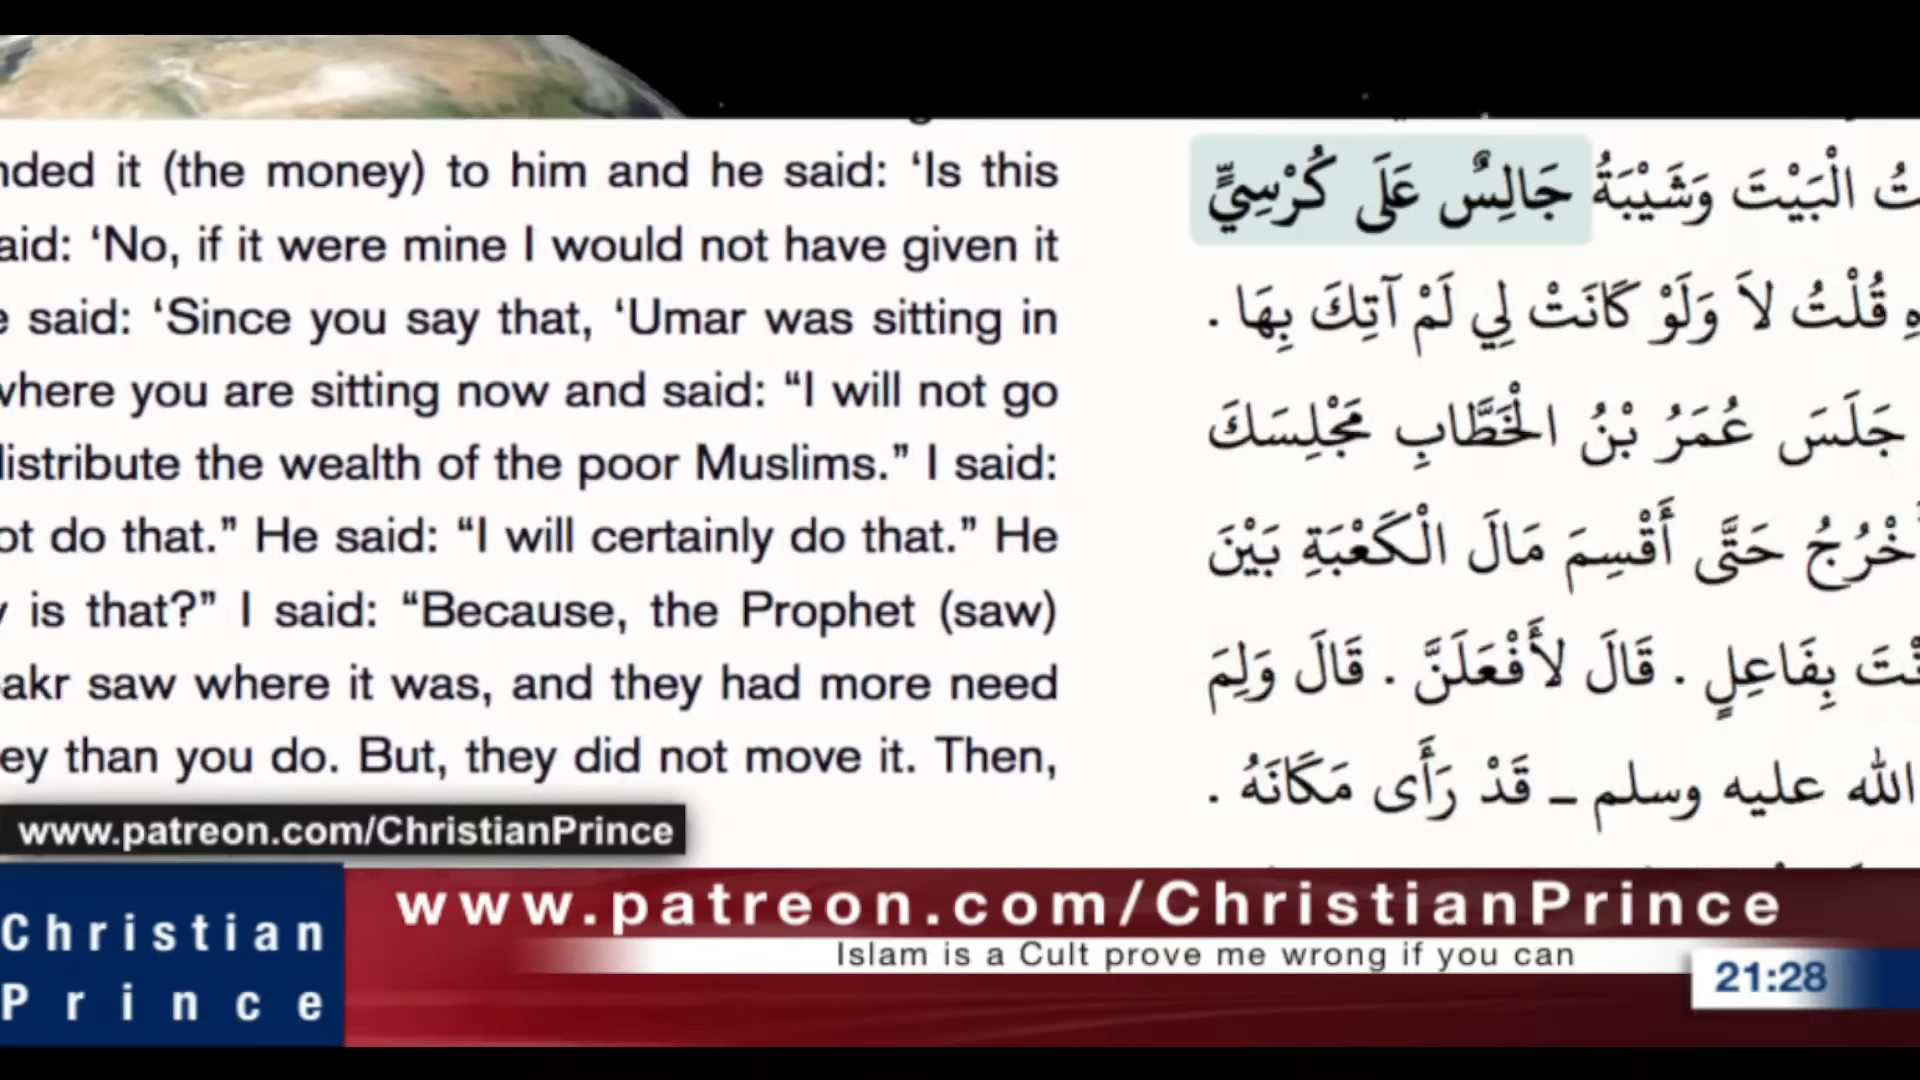 nded it (the money) to him and he said: ‘Is this
aid: ‘No, if it were mine I would not have given it
e said: ‘Since you say that, ‘Umar was sitting in
where you are sitting now and said: “I will not go
distribute the wealth of the poor Muslims.” I said:
ot do that.” He said: “I will certainly do that.” He
y is that?” I said: “Because, the Prophet (saw)
akr saw where it was, and they had more need
ey than you do. But, they did not move it. Then,
تُ الْبَيْتَ وَشَيْبَةُ جَالِسٌ عَلَى كُرْسِيٍّ
هِ قُلْتُ لاَ وَلَوْ كَانَتْ لِي لَمْ آتِكَ بِهَا .
جَلَسَ عُمَرُ بْنُ الْخَطَّابِ مَجْلِسَكَ
أَخْرُجُ حَتَّى أَقْسِمَ مَالَ الْكَعْبَةِ بَيْنَ
نْتَ بِفَاعِلٍ . قَالَ لأَفْعَلَنَّ . قَالَ وَلِمَ
الله عليه وسلم ـ قَدْ رَأَى مَكَانَهُ .
www.patreon.com/ChristianPrince
Christian
Prince
www.patreon.com/ChristianPrince
Islam is a Cult prove me wrong if you can
21:28